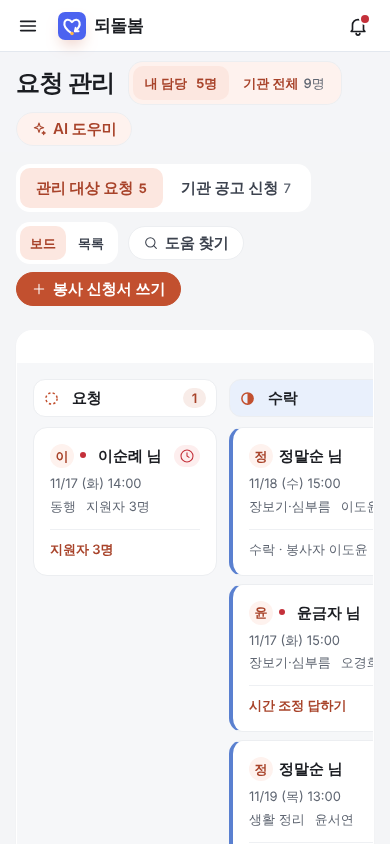 되돌봄
요청 관리
내 담당 5명
기관 전체 9명
AI 도우미
관리 대상 요청 5
기관 공고 신청 7
보드
목록
도움 찾기
봉사 신청서 쓰기
요청
1
이
이순례 님
11/17 (화) 14:00
동행 지원자 3명
지원자 3명
수락
정
정말순 님
11/18 (수) 15:00
장보기·심부름 이도윤
수락 · 봉사자 이도윤
윤
윤금자 님
11/17 (화) 15:00
장보기·심부름 오경희
시간 조정 답하기
정
정말순 님
11/19 (목) 13:00
생활 정리 윤서연